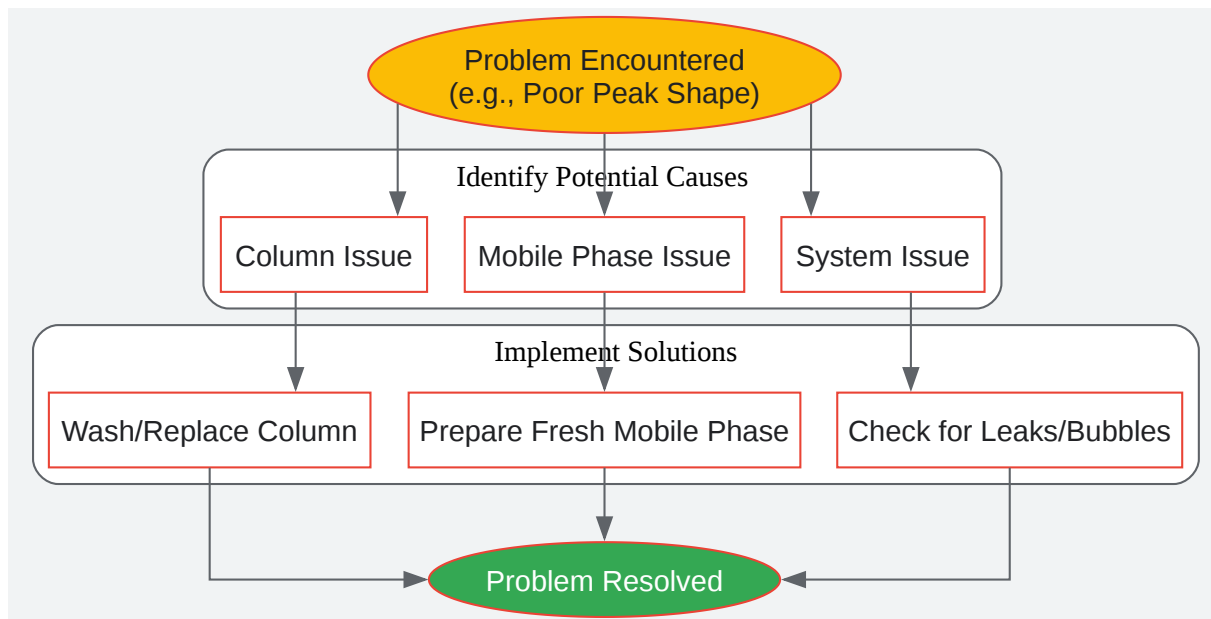 Problem Encountered
(e.g., Poor Peak Shape)
Identify Potential Causes
Column Issue
Mobile Phase Issue
System Issue
Implement Solutions
Wash/Replace Column
Prepare Fresh Mobile Phase
Check for Leaks/Bubbles
Problem Resolved